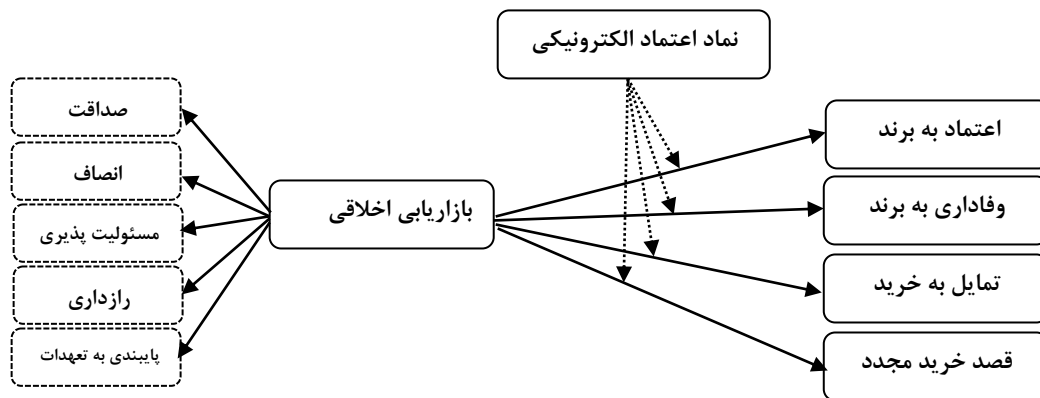 نماد اعتماد الکترونیکی
اعتماد به برند
وفاداری به برند
تمایل به خرید
قصد خرید مجدد
بازاریابی اخلاقی
صداقت
انصاف
مسئولیت پذیری
رازداری
پایبندی به تعهدات